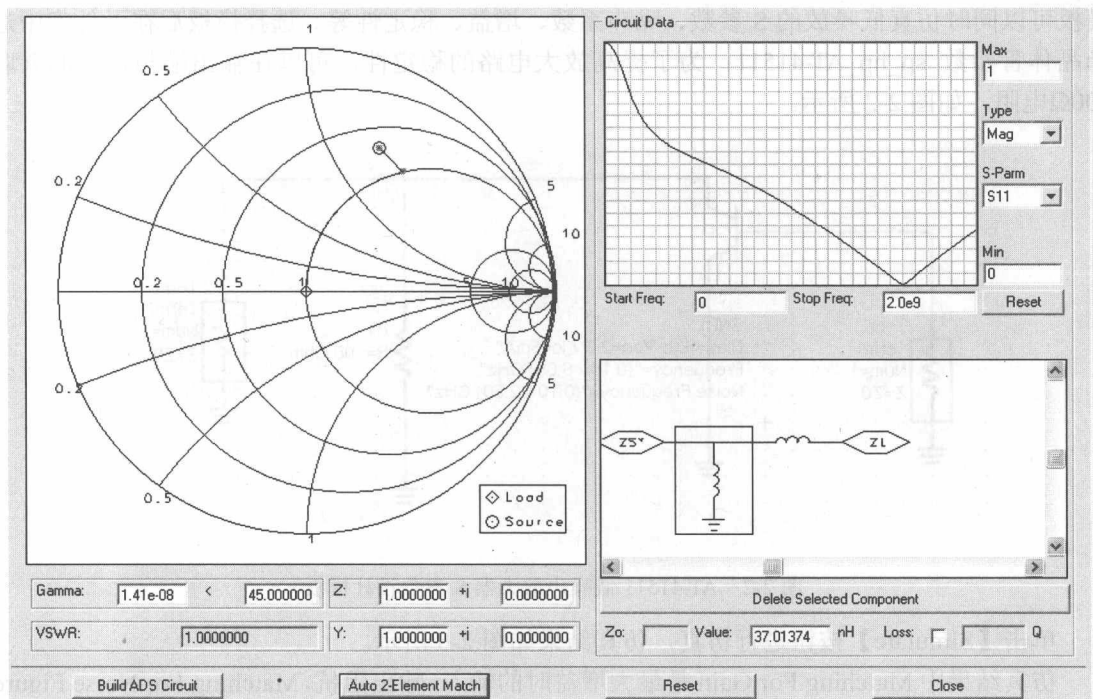 Circuit Data
1
0.5
0.2
5
10
0.2 0.5 1 5 10
10
5
0.2
0.5
1
Load
Source
Max
1
Type
Mag
S-Parm
S11
Min
0
Start Freq: 0 Stop Freq: 2.0e9 Reset
ZS* ZL
Delete Selected Component
Gamma: 1.41e-08 < 45.000000 Z: 1.0000000 +i 0.0000000
VSWR: 1.0000000 Y: 1.0000000 +i 0.0000000
Zo: Value: 37.01374 nH Loss: Q
Build ADS Circuit Auto 2-Element Match Reset Close